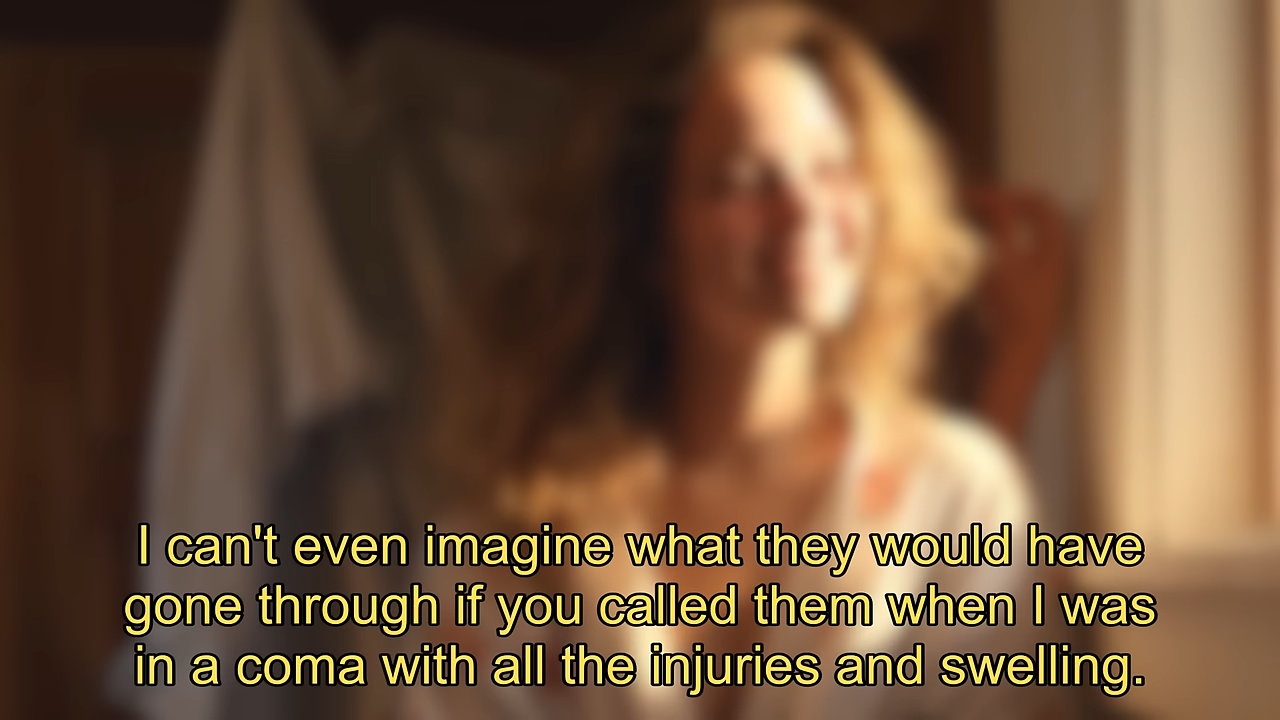 I can't even imagine what they would have
gone through if you called them when I was
in a coma with all the injuries and swelling.